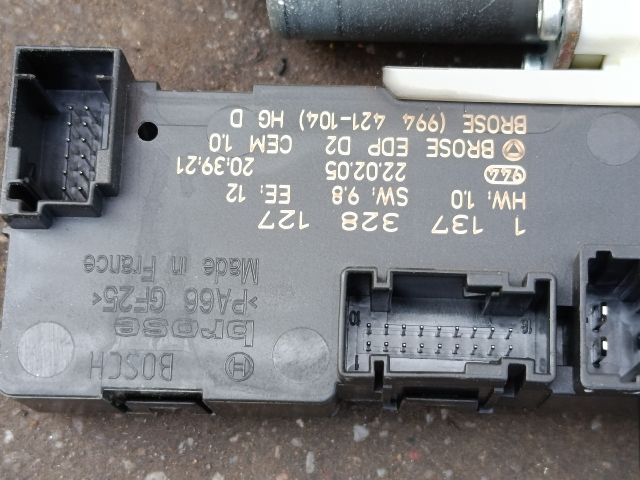 1 137 328 127
HW: 1.0 SW: 9.8 EE: 12
944 22.02.05 20.39.21
BROSE EDP D2 CEM 1.0
BROSE (994 421-104) HG D
BOSCH
brose
>PA66 GF25<
Made in France